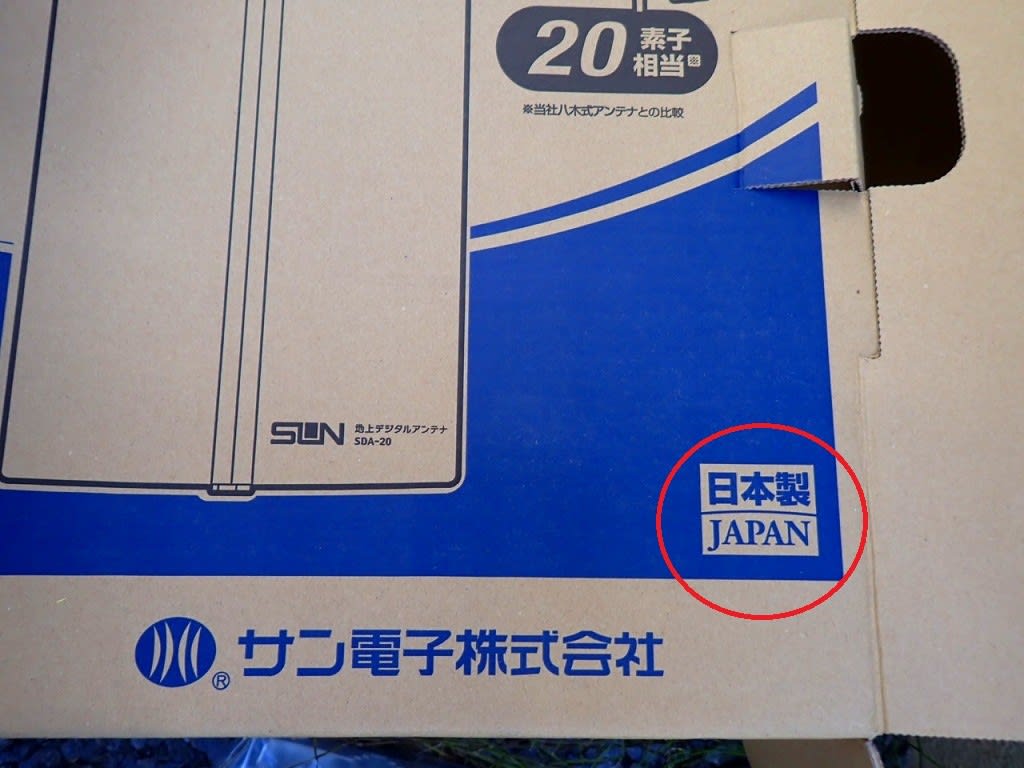 20 素子
相当※
※当社八木式アンテナとの比較
SUN 地上デジタルアンテナ
SDA-20
日本製
JAPAN
® サン電子株式会社